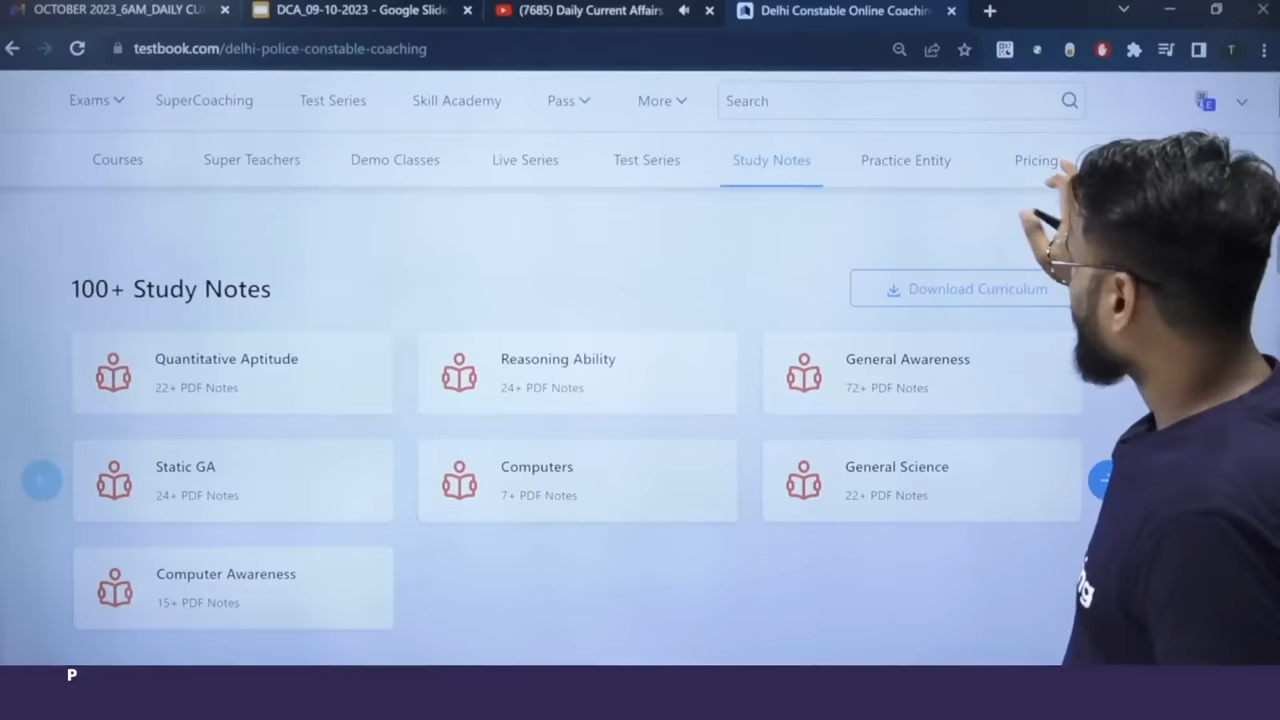 OCTOBER 2023_6AM_DAILY CU
DCA_09-10-2023 - Google Slide
(7685) Daily Current Affairs
Delhi Constable Online Coachin
testbook.com/delhi-police-constable-coaching
T
Exams SuperCoaching Test Series Skill Academy Pass More Search
E
Courses Super Teachers Demo Classes Live Series Test Series Study Notes Practice Entity Pricing
100+ Study Notes
Download Curriculum
Quantitative Aptitude
22+ PDF Notes
Reasoning Ability
24+ PDF Notes
General Awareness
72+ PDF Notes
Static GA
24+ PDF Notes
Computers
7+ PDF Notes
General Science
22+ PDF Notes
Computer Awareness
15+ PDF Notes
P